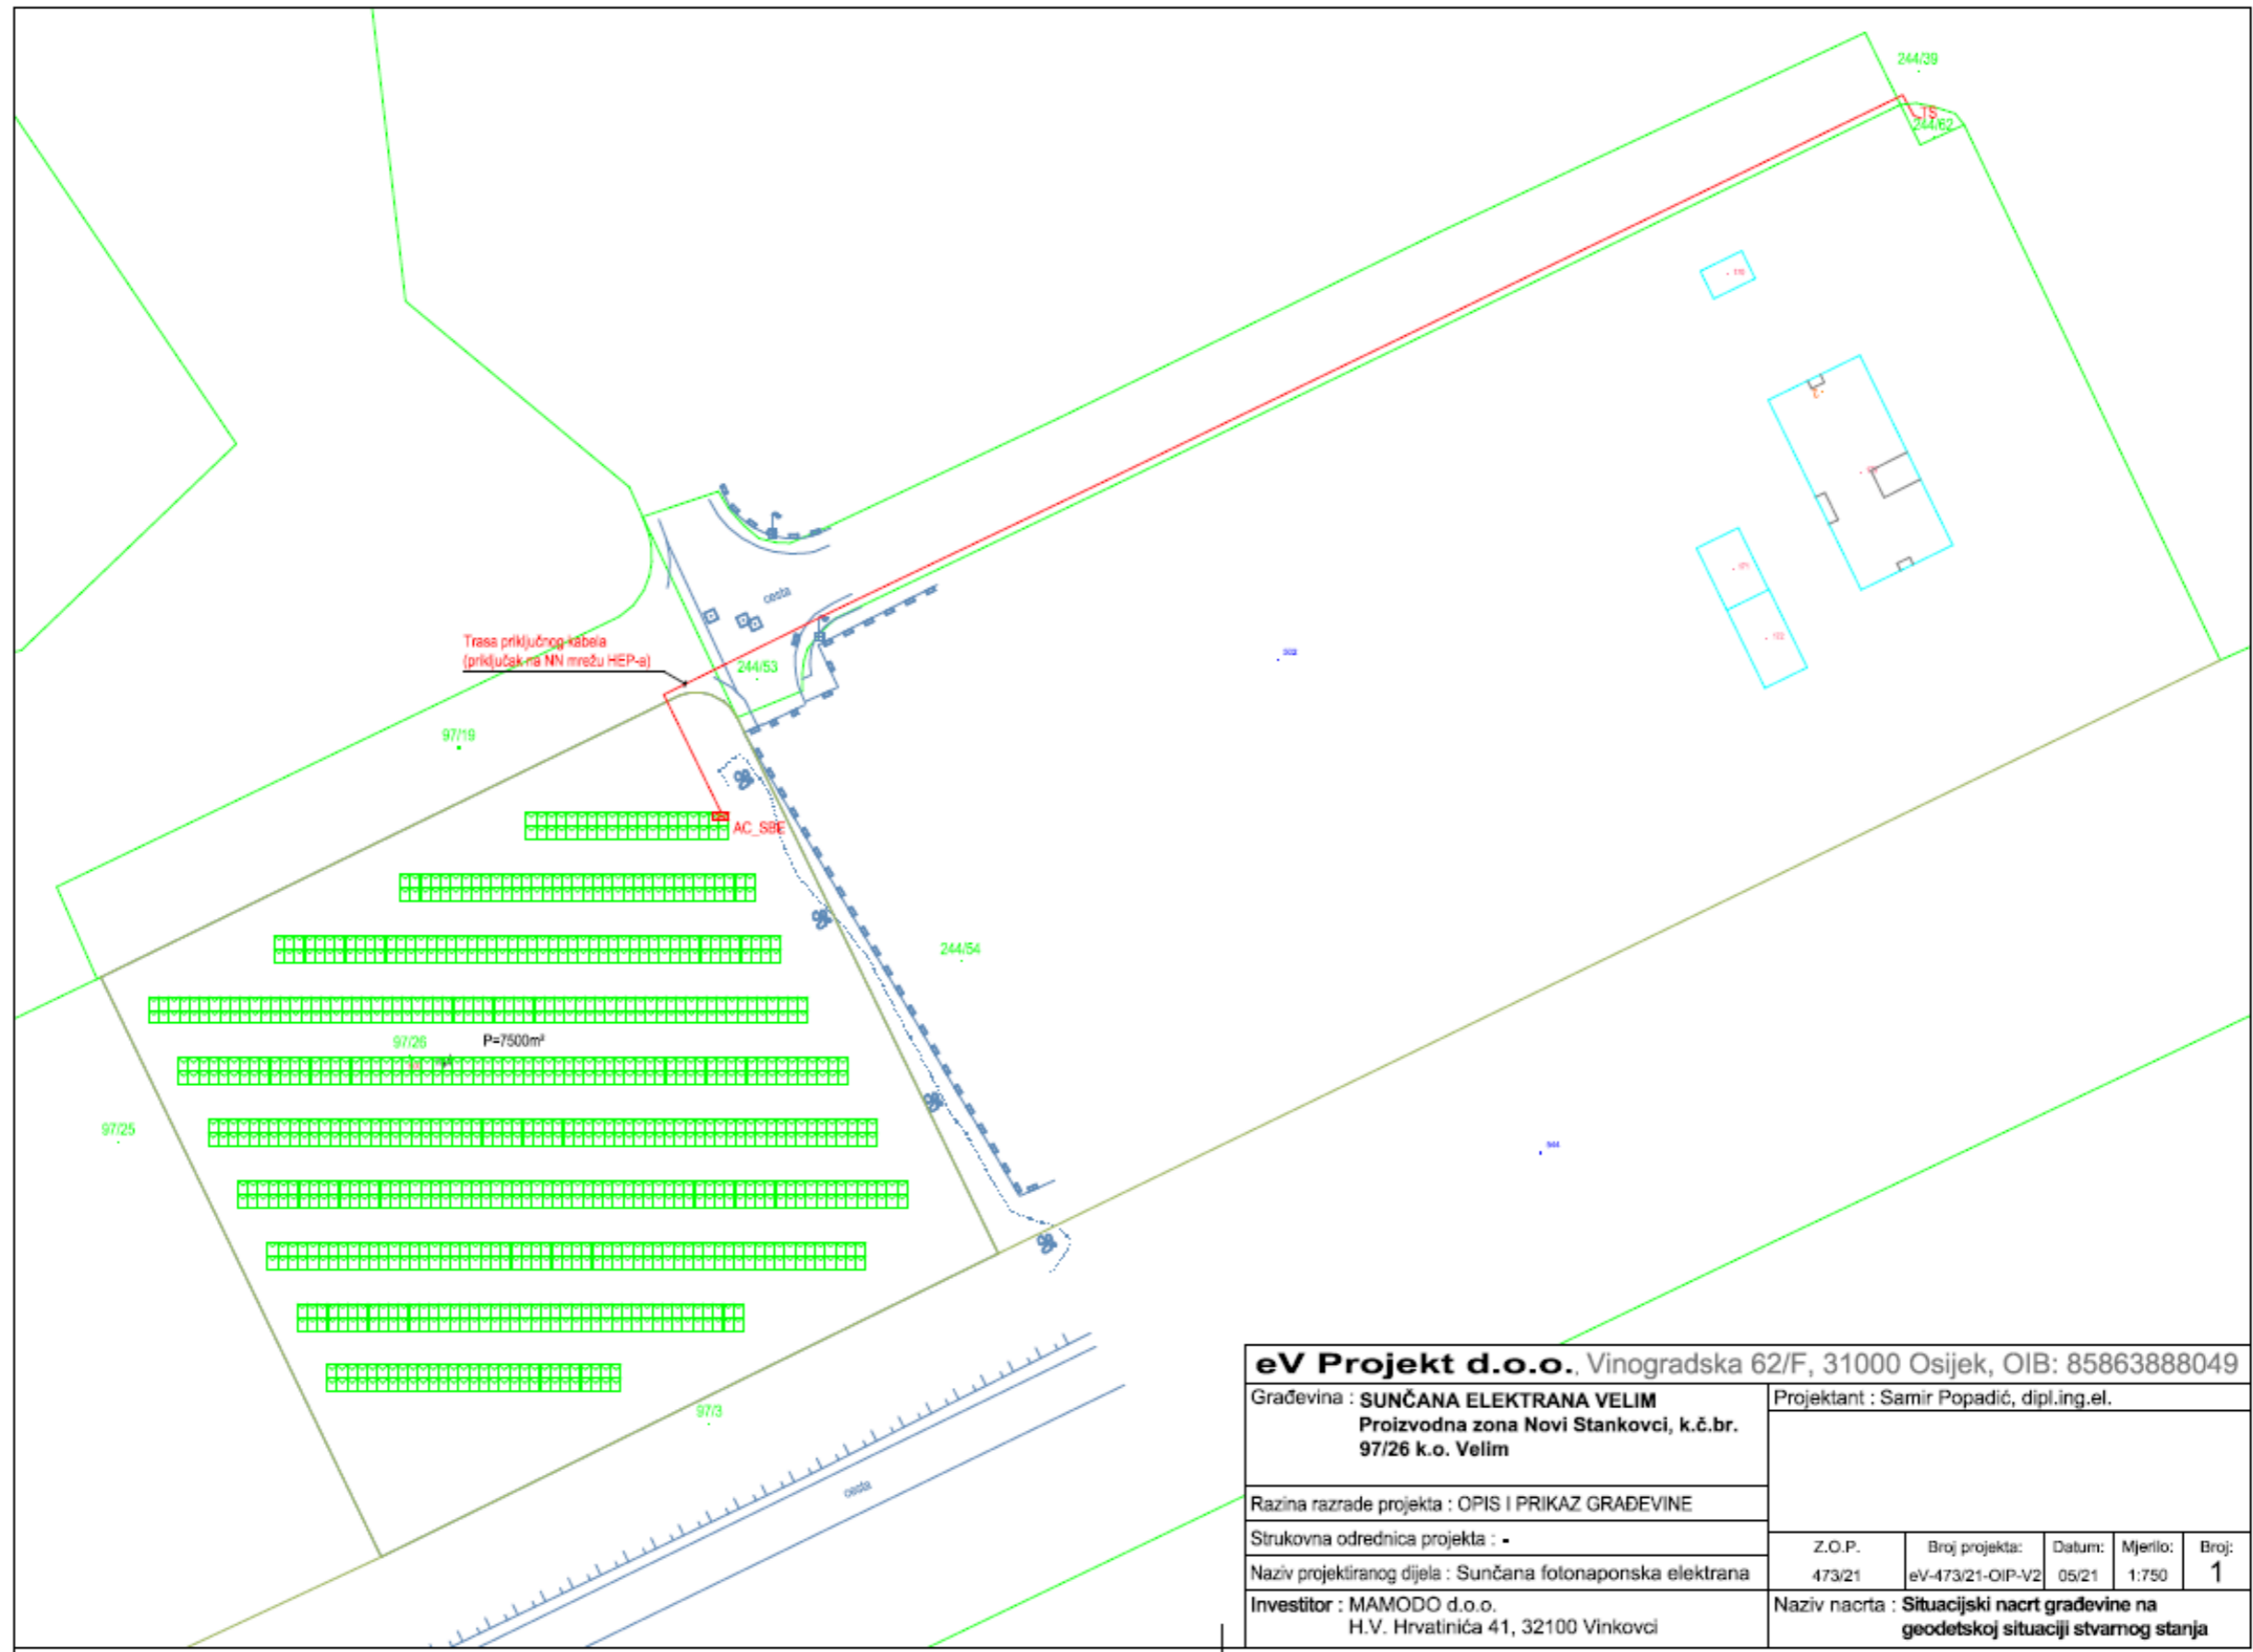 244/39
TS
244/62
cesta
Trasa priključnog kabela
(priključak na NN mrežu HEP-a)
244/53
97/19
AC_SBE
244/54
97/26
P=7500m²
97/25
97/3
cesta
eV Projekt d.o.o., Vinogradska 62/F, 31000 Osijek, OIB: 85863888049
Građevina : SUNČANA ELEKTRANA VELIM
Proizvodna zona Novi Stankovci, k.č.br.
97/26 k.o. Velim
Projektant : Samir Popadić, dipl.ing.el.
Razina razrade projekta : OPIS I PRIKAZ GRAĐEVINE
Strukovna odrednica projekta : -
Naziv projektiranog dijela : Sunčana fotonaponska elektrana
Z.O.P. Broj projekta: Datum: Mjerilo: Broj:
473/21 eV-473/21-OIP-V2 05/21 1:750 1
Investitor : MAMODO d.o.o.
H.V. Hrvatinića 41, 32100 Vinkovci
Naziv nacrta : Situacijski nacrt građevine na
geodetskoj situaciji stvarnog stanja